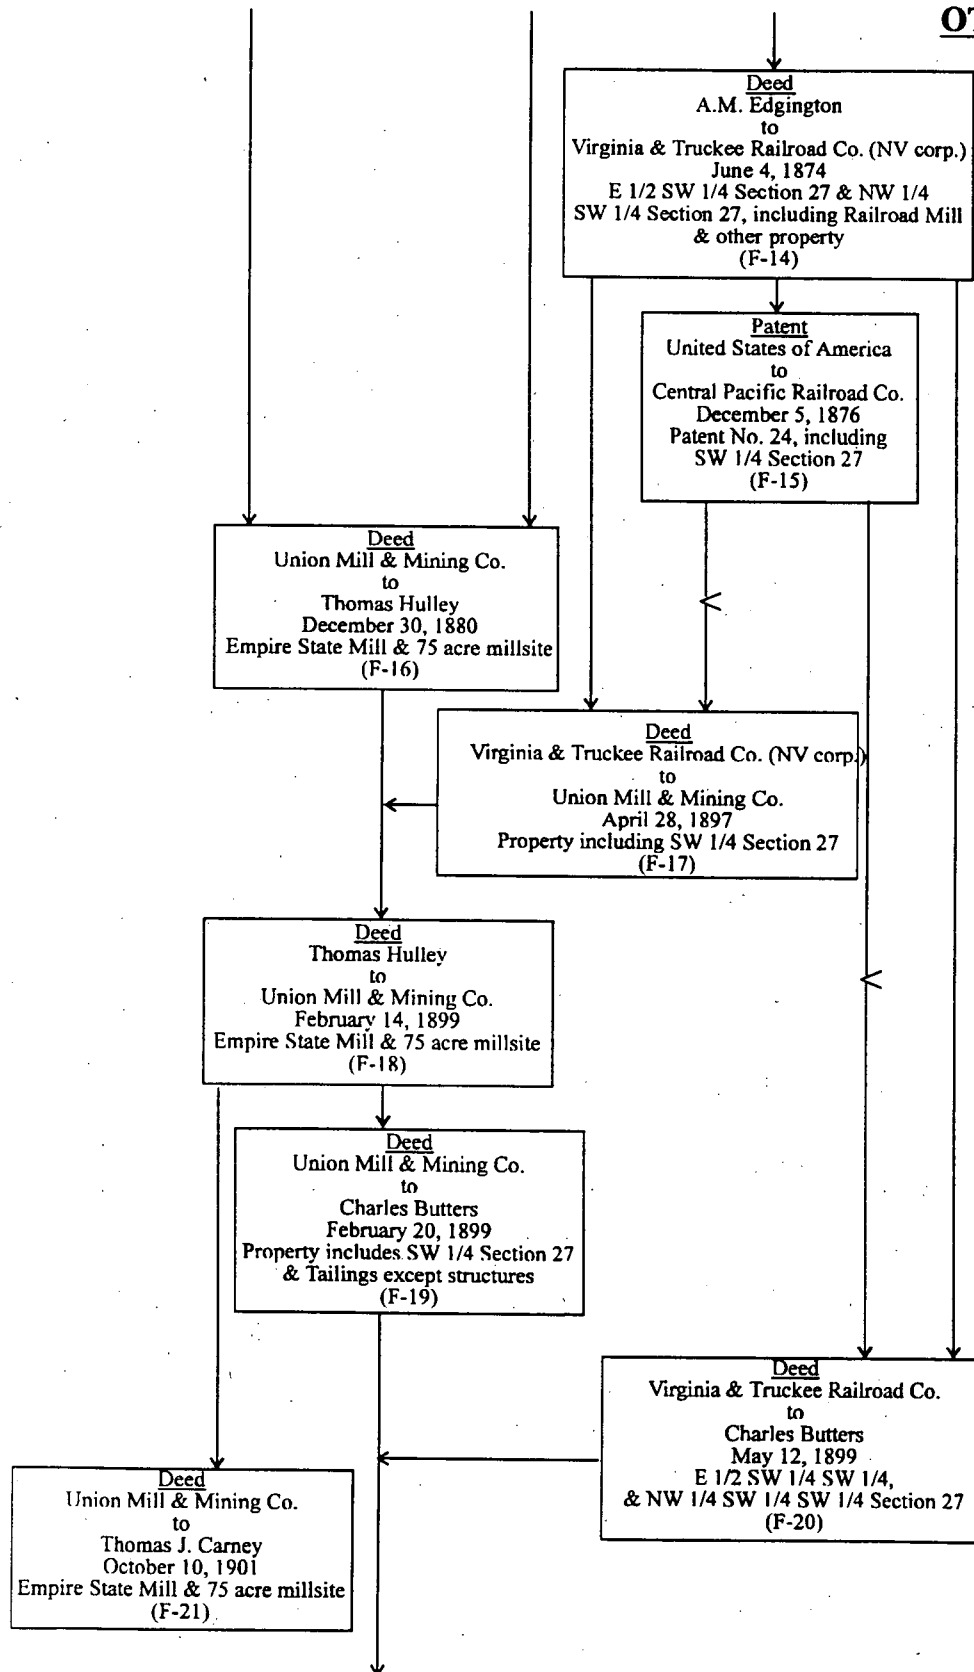 OT
Deed
A.M. Edgington
to
Virginia & Truckee Railroad Co. (NV corp.)
June 4, 1874
E 1/2 SW 1/4 Section 27 & NW 1/4
SW 1/4 Section 27, including Railroad Mill
& other property
(F-14)
Patent
United States of America
to
Central Pacific Railroad Co.
December 5, 1876
Patent No. 24, including
SW 1/4 Section 27
(F-15)
Deed
Union Mill & Mining Co.
to
Thomas Hulley
December 30, 1880
Empire State Mill & 75 acre millsite
(F-16)
Deed
Virginia & Truckee Railroad Co. (NV corp.)
to
Union Mill & Mining Co.
April 28, 1897
Property including SW 1/4 Section 27
(F-17)
Deed
Thomas Hulley
to
Union Mill & Mining Co.
February 14, 1899
Empire State Mill & 75 acre millsite
(F-18)
Deed
Union Mill & Mining Co.
to
Charles Butters
February 20, 1899
Property includes SW 1/4 Section 27
& Tailings except structures
(F-19)
Deed
Virginia & Truckee Railroad Co.
to
Charles Butters
May 12, 1899
E 1/2 SW 1/4 SW 1/4,
& NW 1/4 SW 1/4 SW 1/4 Section 27
(F-20)
Deed
Union Mill & Mining Co.
to
Thomas J. Carney
October 10, 1901
Empire State Mill & 75 acre millsite
(F-21)